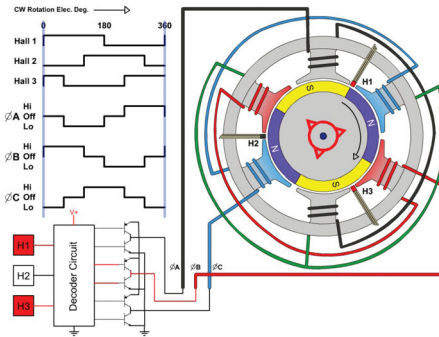 CW Rotation Elec. Deg.
0 180 360
Hall 1
Hall 2
Hall 3
Hi
ØA Off
Lo
Hi
ØB Off
Lo
Hi
ØC Off
Lo
V+
H1
H2
H3
Decoder Circuit
ØA
ØB
ØC
H1
H2
H3
S
N
S
N